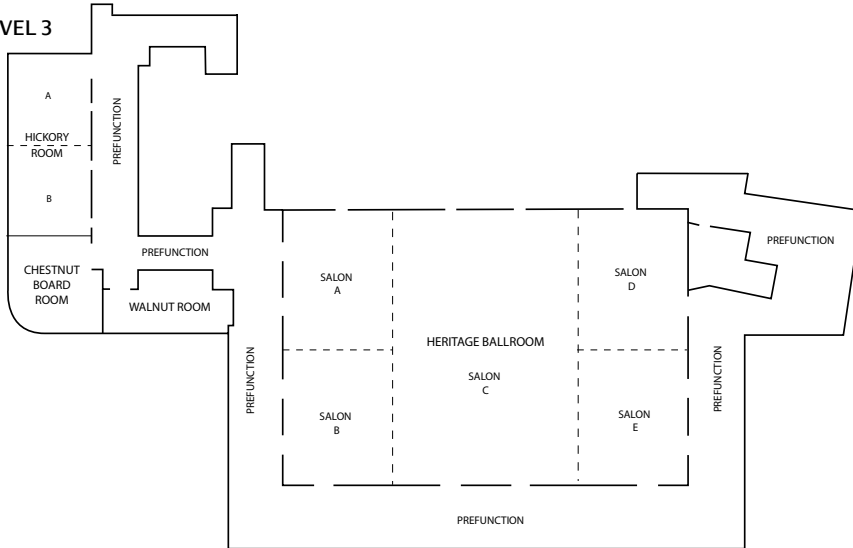 VEL 3
A
HICKORY
ROOM
B
PREFUNCTION
CHESTNUT
BOARD
ROOM
PREFUNCTION
WALNUT ROOM
PREFUNCTION
SALON
A
SALON
B
HERITAGE BALLROOM
SALON
C
SALON
D
SALON
E
PREFUNCTION
PREFUNCTION
PREFUNCTION